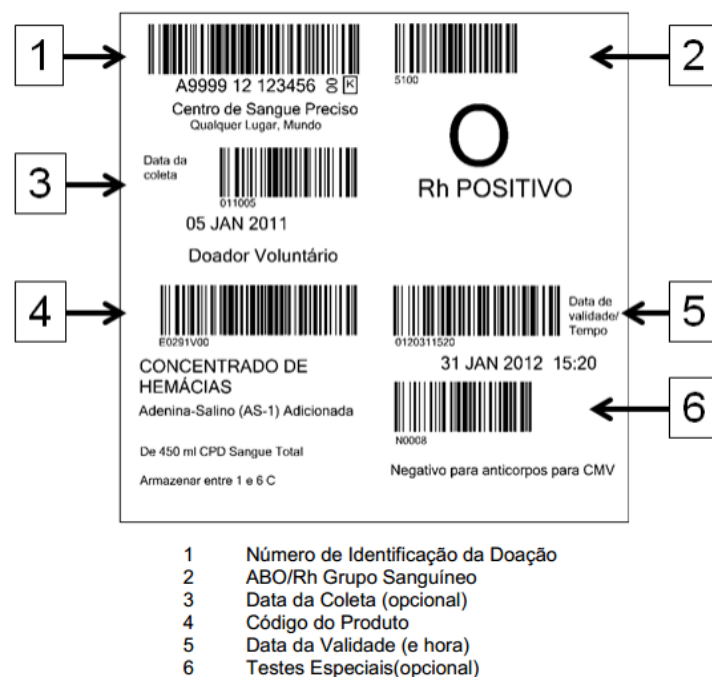 1
A9999 12 123456 00 K
Centro de Sangue Preciso
Qualquer Lugar, Mundo
2
5100
O
Rh POSITIVO
3
Data da
coleta
011005
05 JAN 2011
Doador Voluntário
4
E0291V00
CONCENTRADO DE
HEMÁCIAS
Adenina-Salino (AS-1) Adicionada
De 450 ml CPD Sangue Total
Armazenar entre 1 e 6 C
5
0120311520
Data de
validade/
Tempo
31 JAN 2012 15:20
6
N0008
Negativo para anticorpos para CMV
1 Número de Identificação da Doação
2 ABO/Rh Grupo Sanguíneo
3 Data da Coleta (opcional)
4 Código do Produto
5 Data da Validade (e hora)
6 Testes Especiais(opcional)